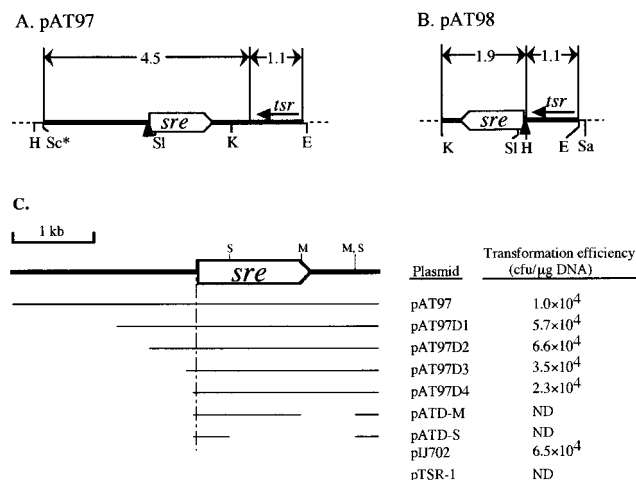 A. pAT97
4.5
1.1
tsr
sre
H Sc* Sl K E
B. pAT98
1.9
1.1
tsr
sre
K Sl H E Sa
C.
1 kb
S M M, S
sre
Plasmid Transformation efficiency (cfu/µg DNA)
pAT97 1.0×10⁴
pAT97D1 5.7×10⁴
pAT97D2 6.6×10⁴
pAT97D3 3.5×10⁴
pAT97D4 2.3×10⁴
pATD-M ND
pATD-S ND
pIJ702 6.5×10⁴
pTSR-1 ND